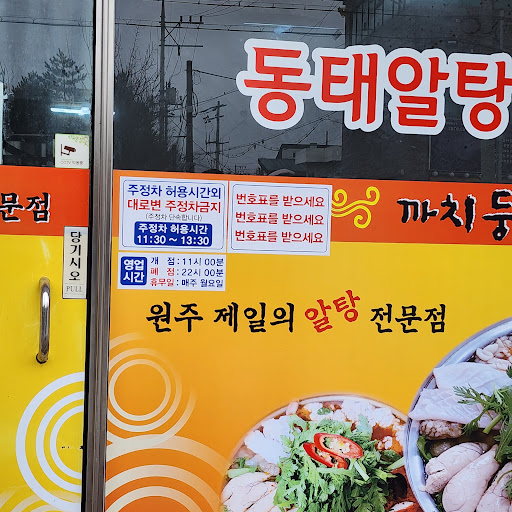 동태알탕
문점
까치둥
당기시오
PULL
주정차 허용시간외
대로변 주정차금지
(주정차 단속합니다)
주정차 허용시간
11:30 ~ 13:30
번호표를 받으세요
번호표를 받으세요
번호표를 받으세요
영업시간
개 점 : 11시 00분
폐 점 : 22시 00분
휴무일 : 매주 월요일
원주 제일의 알탕 전문점